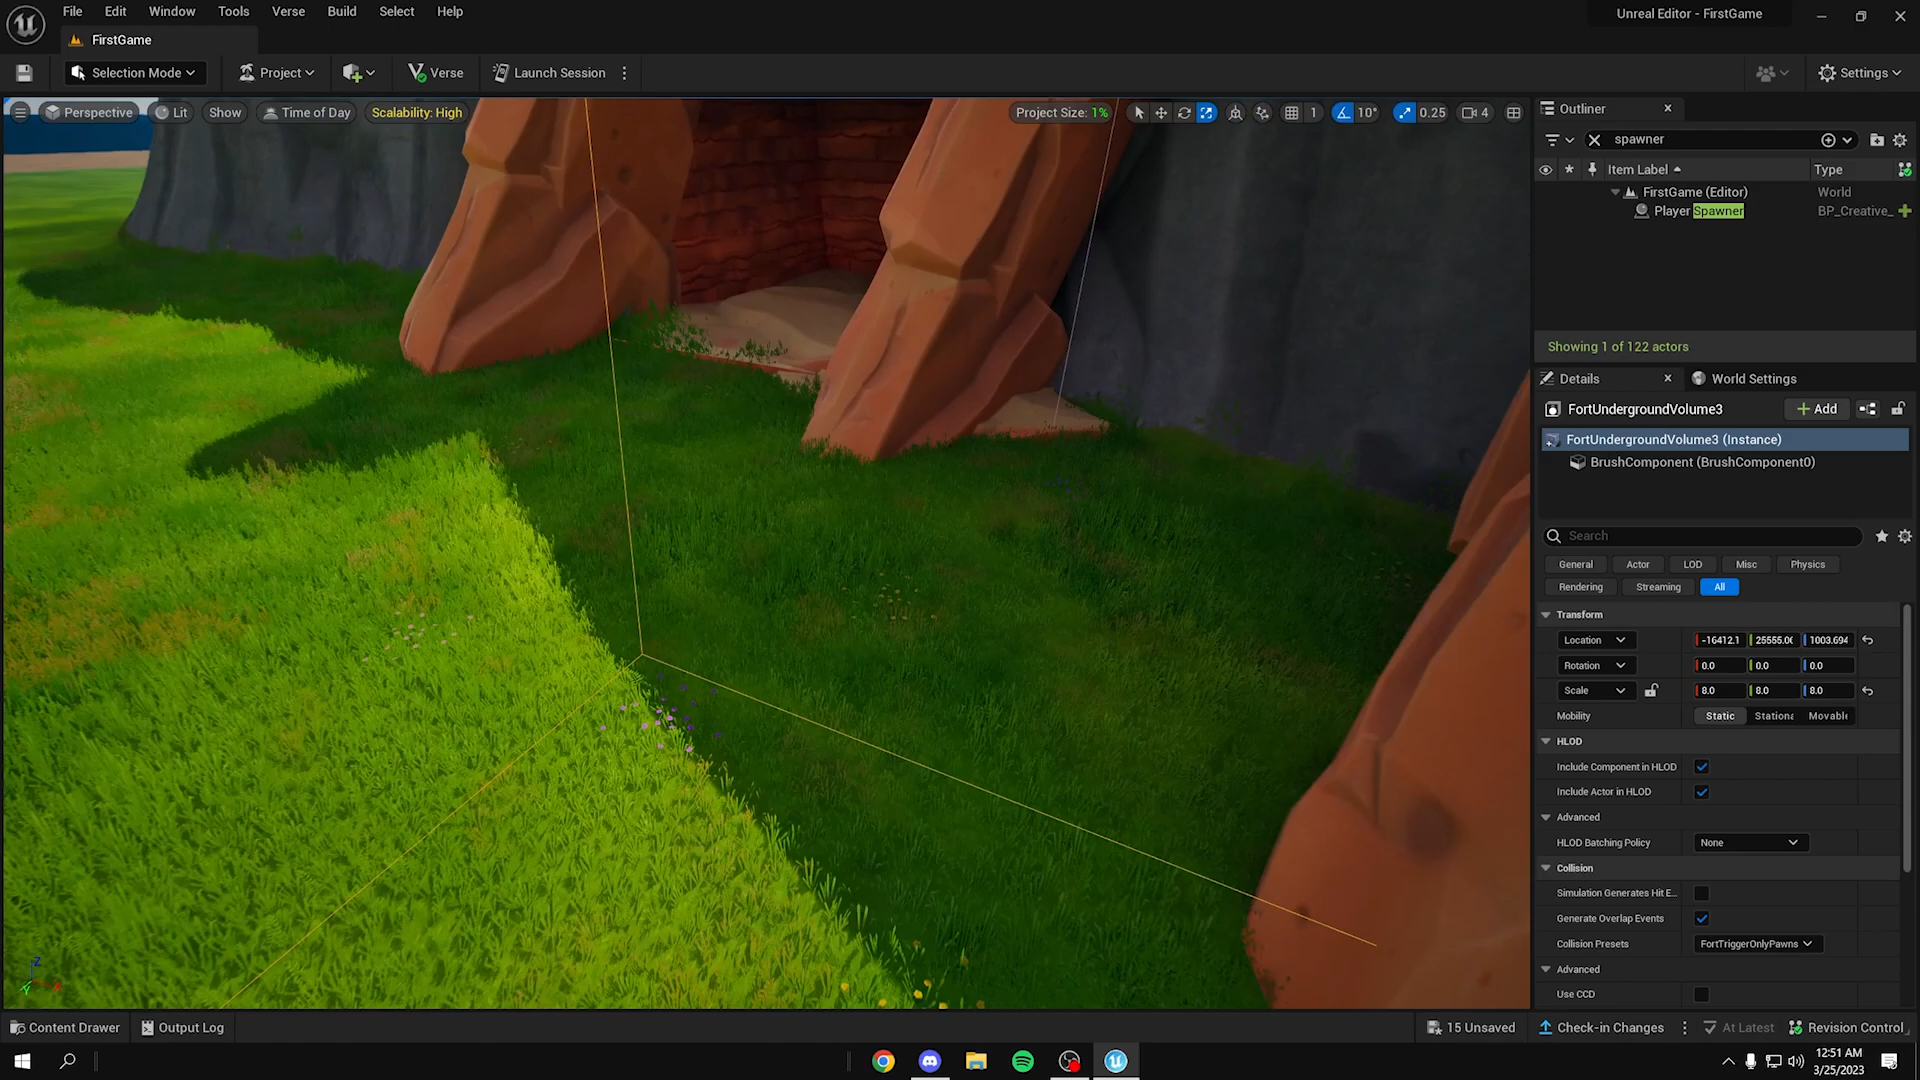 File Edit Window Tools Verse Build Select Help
Unreal Editor - FirstGame
FirstGame
Selection Mode
Project
Verse
Launch Session
Settings
Perspective
Lit
Show
Time of Day
Scalability: High
Project Size: 1%
1
10°
0.25
4
Outliner
spawner
Item Label
Type
FirstGame (Editor)
World
Player Spawner
BP_Creative_
Showing 1 of 122 actors
Details
World Settings
FortUndergroundVolume3
Add
FortUndergroundVolume3 (Instance)
BrushComponent (BrushComponent0)
Search
General Actor LOD Misc Physics
Rendering Streaming All
Transform
Location -16412.1 25555.0 1003.694
Rotation 0.0 0.0 0.0
Scale 8.0 8.0 8.0
Mobility Static Stationa Movable
HLOD
Include Component in HLOD
Include Actor in HLOD
Advanced
HLOD Batching Policy None
Collision
Simulation Generates Hit E...
Generate Overlap Events
Collision Presets FortTriggerOnlyPawns
Advanced
Use CCD
Z
X
Y
Content Drawer
Output Log
15 Unsaved
Check-in Changes
At Latest
Revision Control
12:51 AM
3/25/2023